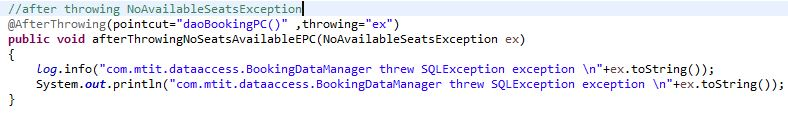 //after throwing NoAvailableSeatsException
@AfterThrowing(pointcut="daoBookingPC()" ,throwing="ex")
public void afterThrowingNoSeatsAvailableEPC(NoAvailableSeatsException ex)
{
    log.info("com.mtit.dataaccess.BookingDataManager threw SQLException exception \n"+ex.toString());
    System.out.println("com.mtit.dataaccess.BookingDataManager threw SQLException exception \n"+ex.toString());
}